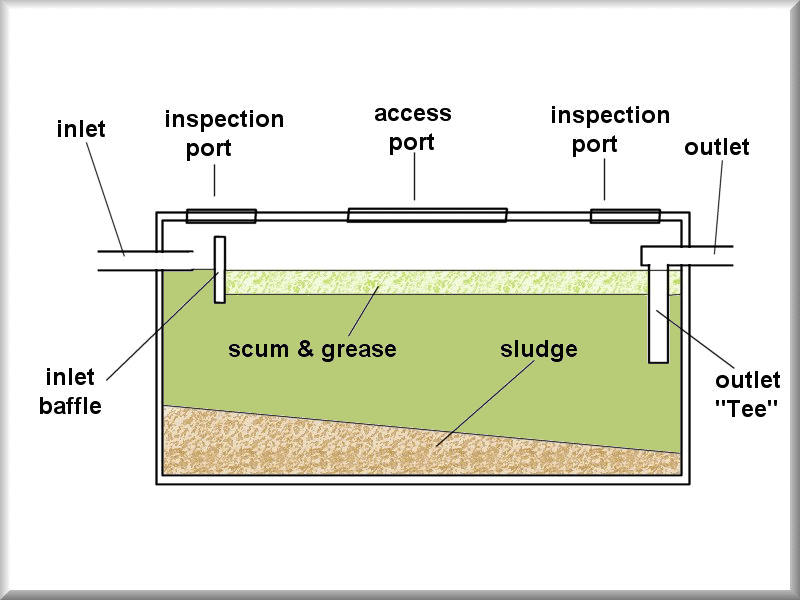 inlet
inspection
port
access
port
inspection
port
outlet
scum & grease
sludge
inlet
baffle
outlet
"Tee"